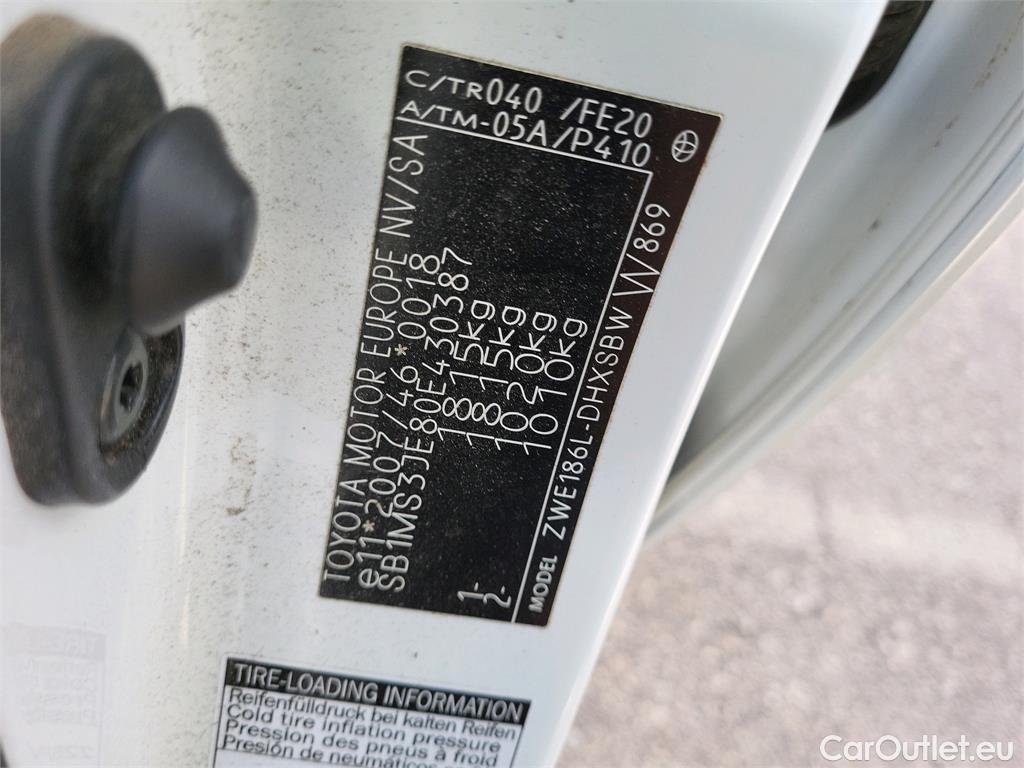 TOYOTA MOTOR EUROPE NV/SA
e11*2007/46*0018
SB1MS3JE80E430387
1815kg
1- 1020kg
2- 1010kg
C/TR040 /FE20
A/TM-05A/P410
MODEL ZWE186L-DHXSBW W 869
TIRE-LOADING INFORMATION
Reifenfülldruck bei kalten Reifen
Cold tire inflation pressure
Pression des pneus à froid
Presión de neumáticos
CarOutlet.eu